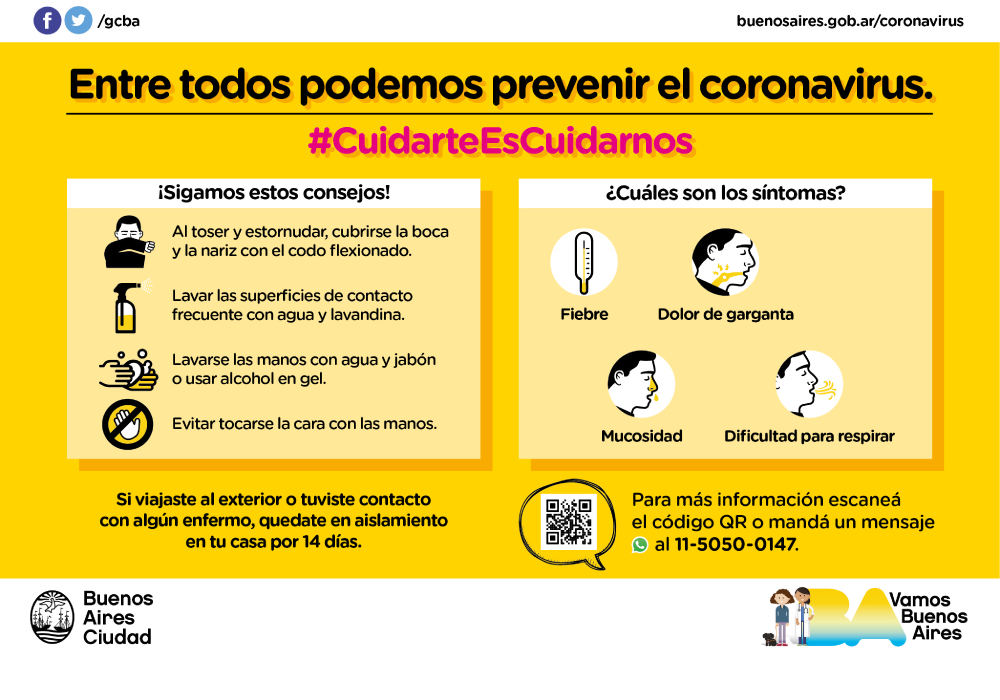 /gcba
buenosaires.gob.ar/coronavirus
Entre todos podemos prevenir el coronavirus.
#CuidarteEsCuidarnos
¡Sigamos estos consejos!
Al toser y estornudar, cubrirse la boca
y la nariz con el codo flexionado.
Lavar las superficies de contacto
frecuente con agua y lavandina.
Lavarse las manos con agua y jabón
o usar alcohol en gel.
Evitar tocarse la cara con las manos.
¿Cuáles son los síntomas?
Fiebre
Dolor de garganta
Mucosidad
Dificultad para respirar
Si viajaste al exterior o tuviste contacto
con algún enfermo, quedate en aislamiento
en tu casa por 14 días.
Para más información escaneá
el código QR o mandá un mensaje
al 11-5050-0147.
Buenos
Aires
Ciudad
BA
Vamos
Buenos
Aires